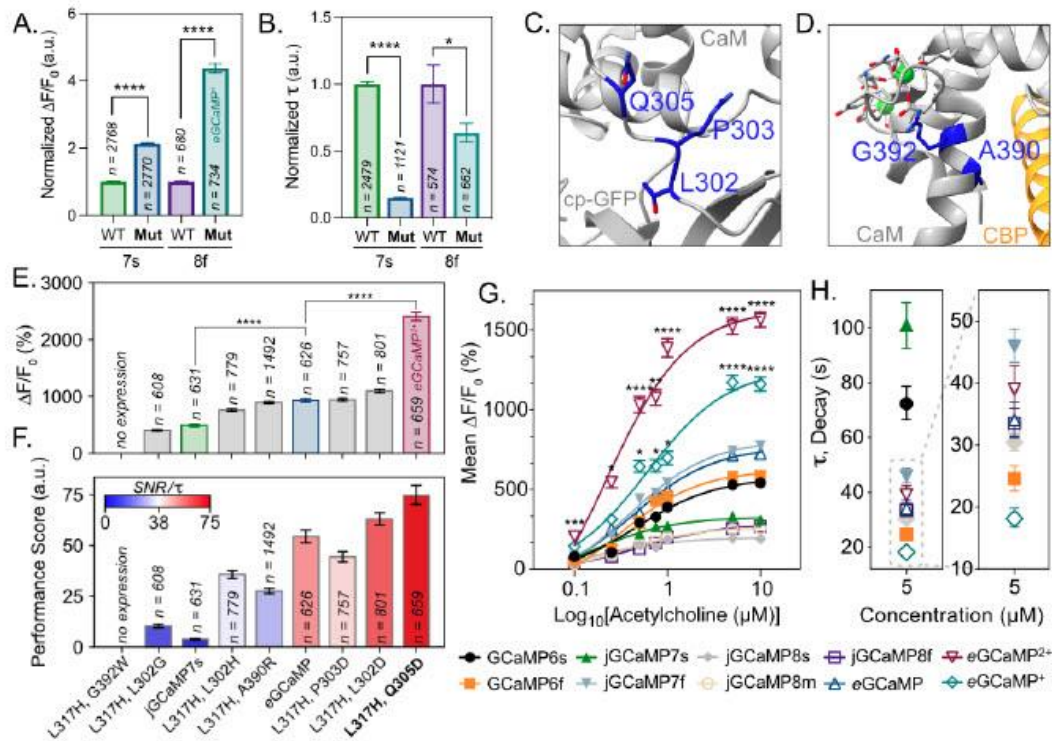 A.
Normalized ΔF/F0 (a.u.)
6
4
2
0
****
****
n = 2768
n = 2770
n = 680
n = 734
eGCaMP+
WT Mut WT Mut
7s 8f
B.
Normalized τ (a.u.)
1.5
1.0
0.5
0.0
****
*
n = 2479
n = 1121
n = 574
n = 662
WT Mut WT Mut
7s 8f
C.
CaM
Q305
P303
L302
cp-GFP
D.
G392
A390
CaM
CBP
E.
ΔF/F0 (%)
3000
2000
1000
0
****
****
no expression
n = 608
n = 631
n = 779
n = 1492
n = 626
n = 757
n = 801
n = 659 eGCaMP2+
F.
Performance Score (a.u.)
75
50
25
0
SNR/τ
0 38 75
no expression
n = 608
n = 631
n = 779
n = 1492
n = 626
n = 757
n = 801
n = 659
L317H, G392W
L317H, L302G
jGCaMP7s
L317H, L302H
L317H, A390R
eGCaMP
L317H, P303D
L317H, L302D
L317H, Q305D
G.
Mean ΔF/F0 (%)
1500
1000
500
0
***
*
****
**
****
****
****
*
*
*
****
****
0.1 1 10
Log10[Acetylcholine (μM)]
H.
τ, Decay (s)
100
80
60
40
20
50
40
30
20
10
5 5
Concentration (μM)
GCaMP6s jGCaMP7s jGCaMP8s jGCaMP8f eGCaMP2+
GCaMP6f jGCaMP7f jGCaMP8m eGCaMP eGCaMP+